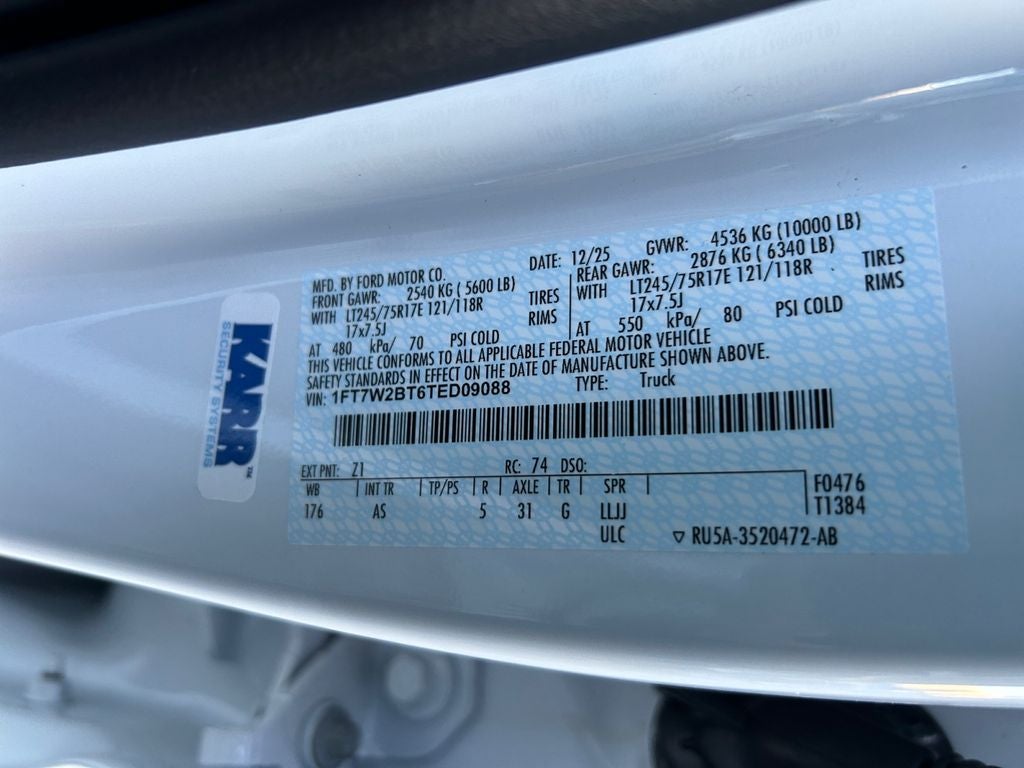 MFD. BY FORD MOTOR CO.
DATE: 12/25 GVWR: 4536 KG (10000 LB)
FRONT GAWR: 2540 KG ( 5600 LB)
REAR GAWR: 2876 KG ( 6340 LB)
WITH LT245/75R17E 121/118R TIRES
WITH LT245/75R17E 121/118R TIRES
17x7.5J RIMS
17x7.5J RIMS
AT 480 kPa/ 70 PSI COLD
AT 550 kPa/ 80 PSI COLD
THIS VEHICLE CONFORMS TO ALL APPLICABLE FEDERAL MOTOR VEHICLE
SAFETY STANDARDS IN EFFECT ON THE DATE OF MANUFACTURE SHOWN ABOVE.
VIN: 1FT7W2BT6TED09088 TYPE: Truck
EXT PNT: Z1 RC: 74 DSO:
WB INT TR TP/PS R AXLE TR SPR
176 AS 5 31 G LLJJ
ULC
F0476
T1384
▽ RU5A-3520472-AB
KARR™
SECURITY SYSTEMS